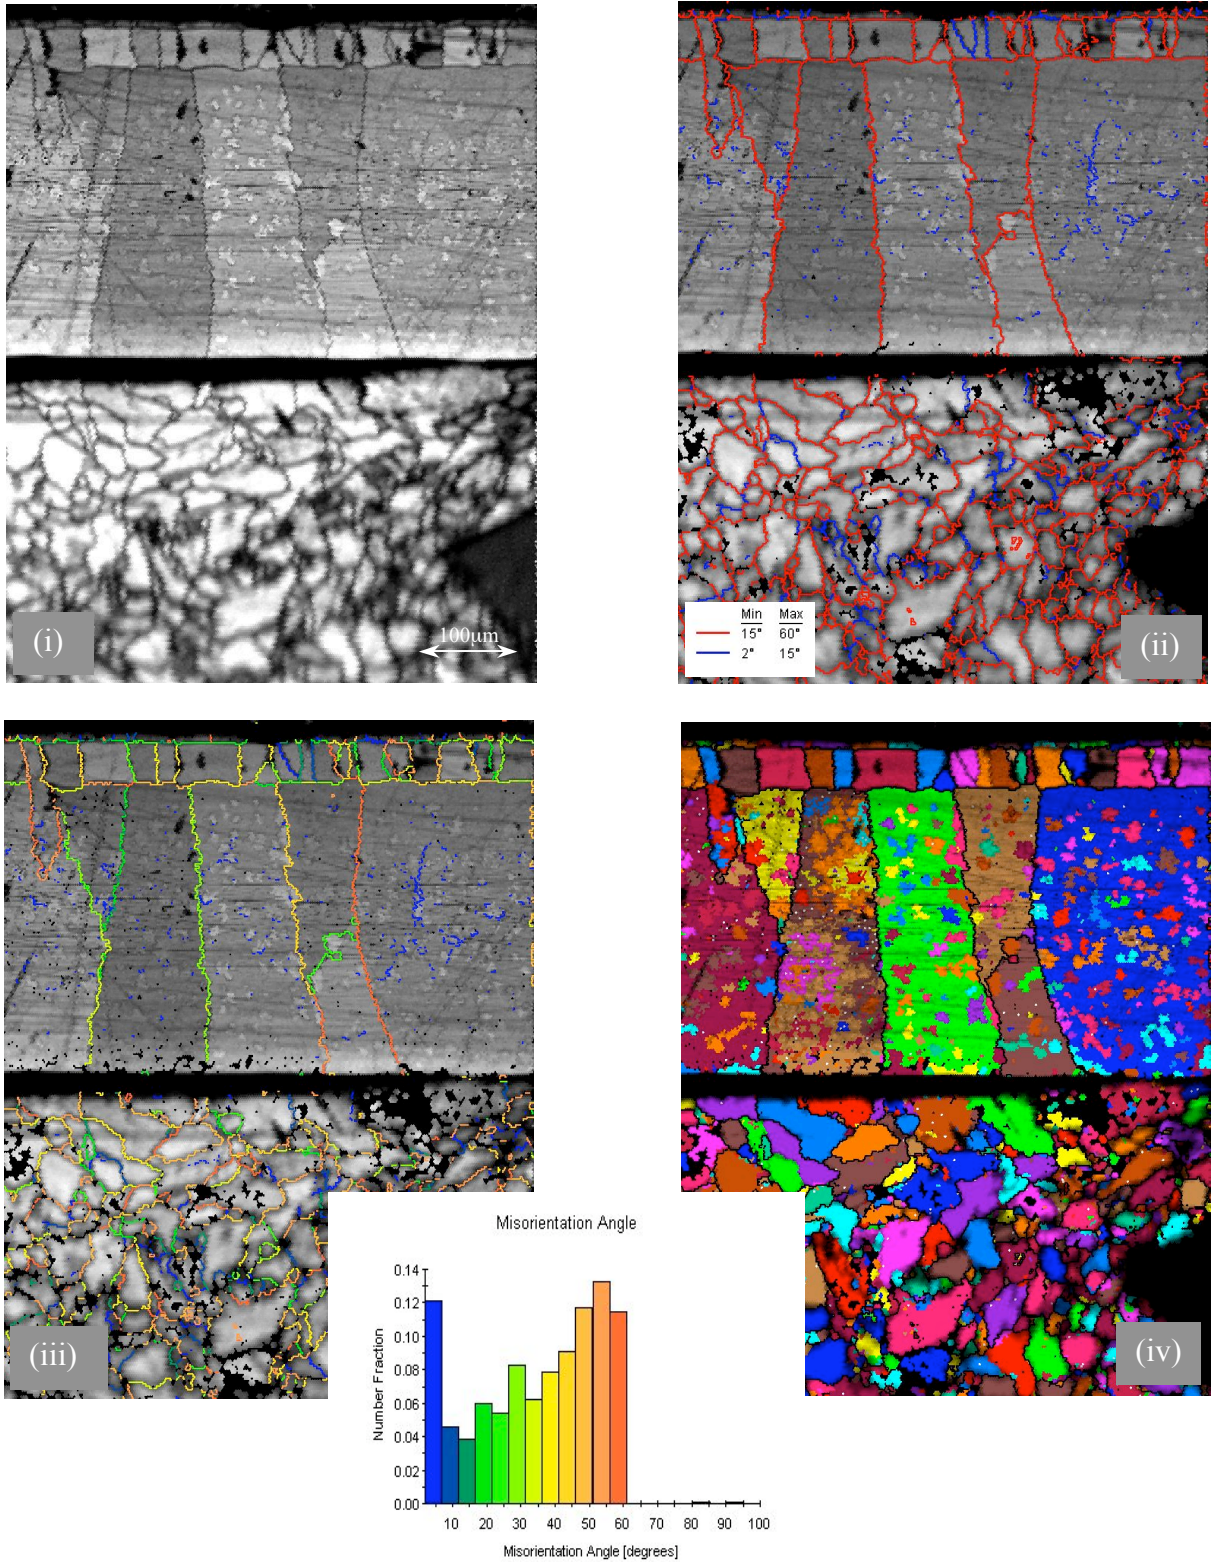 (i)
100μm
Min Max
15° 60°
2° 15°
(ii)
(iii)
(iv)
Misorientation Angle
0.14
0.12
0.10
0.08
0.06
0.04
0.02
0.00
Number Fraction
10 20 30 40 50 60 70 80 90 100
Misorientation Angle [degrees]